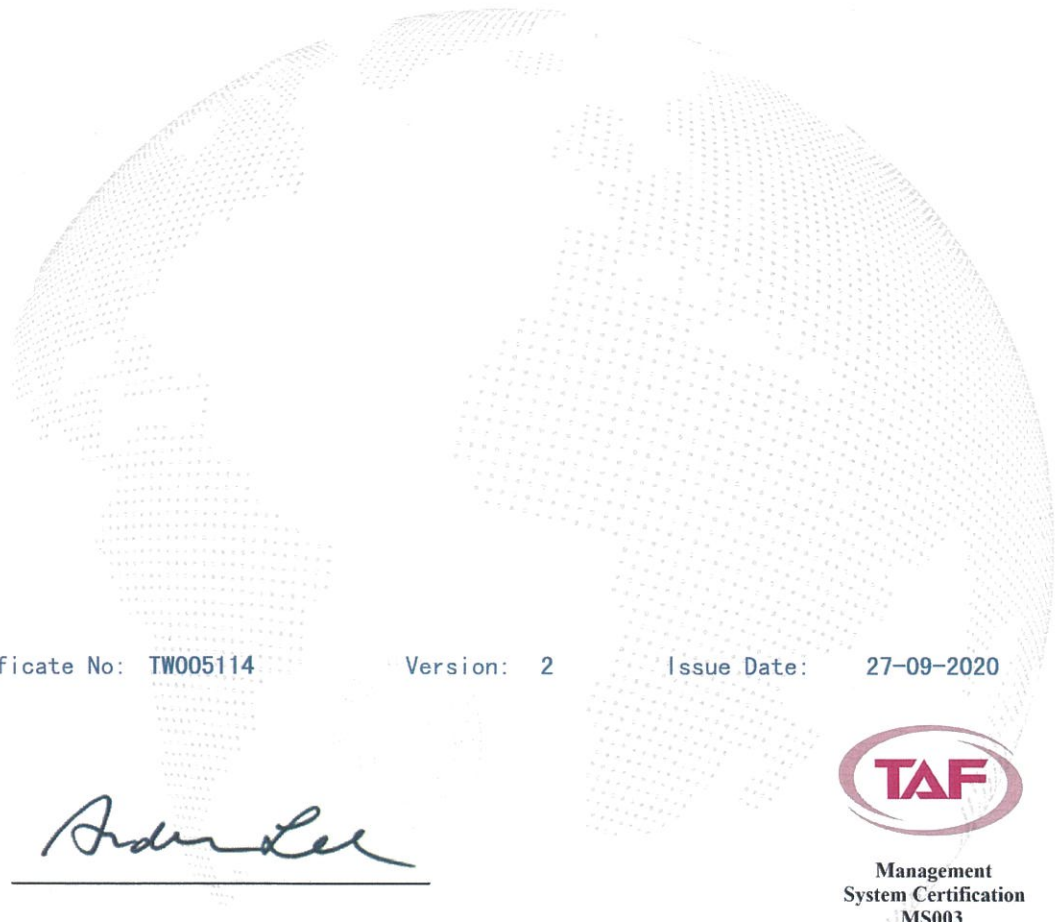 ficate No: TW005114 Version: 2 Issue Date: 27-09-2020
TAF
Management
System Certification
MS003